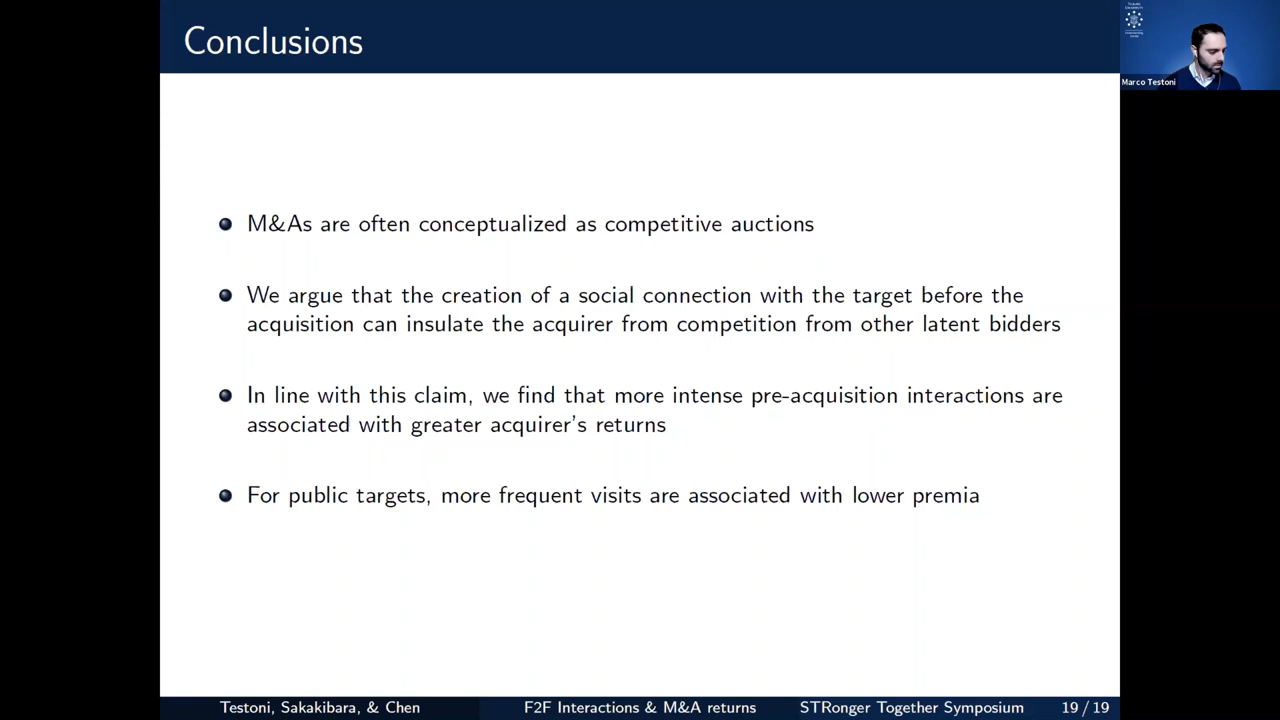 Conclusions
Marco Testoni
M&As are often conceptualized as competitive auctions
We argue that the creation of a social connection with the target before the
acquisition can insulate the acquirer from competition from other latent bidders
In line with this claim, we find that more intense pre-acquisition interactions are
associated with greater acquirer's returns
For public targets, more frequent visits are associated with lower premia
Testoni, Sakakibara, & Chen
F2F Interactions & M&A returns
STRonger Together Symposium
19 / 19